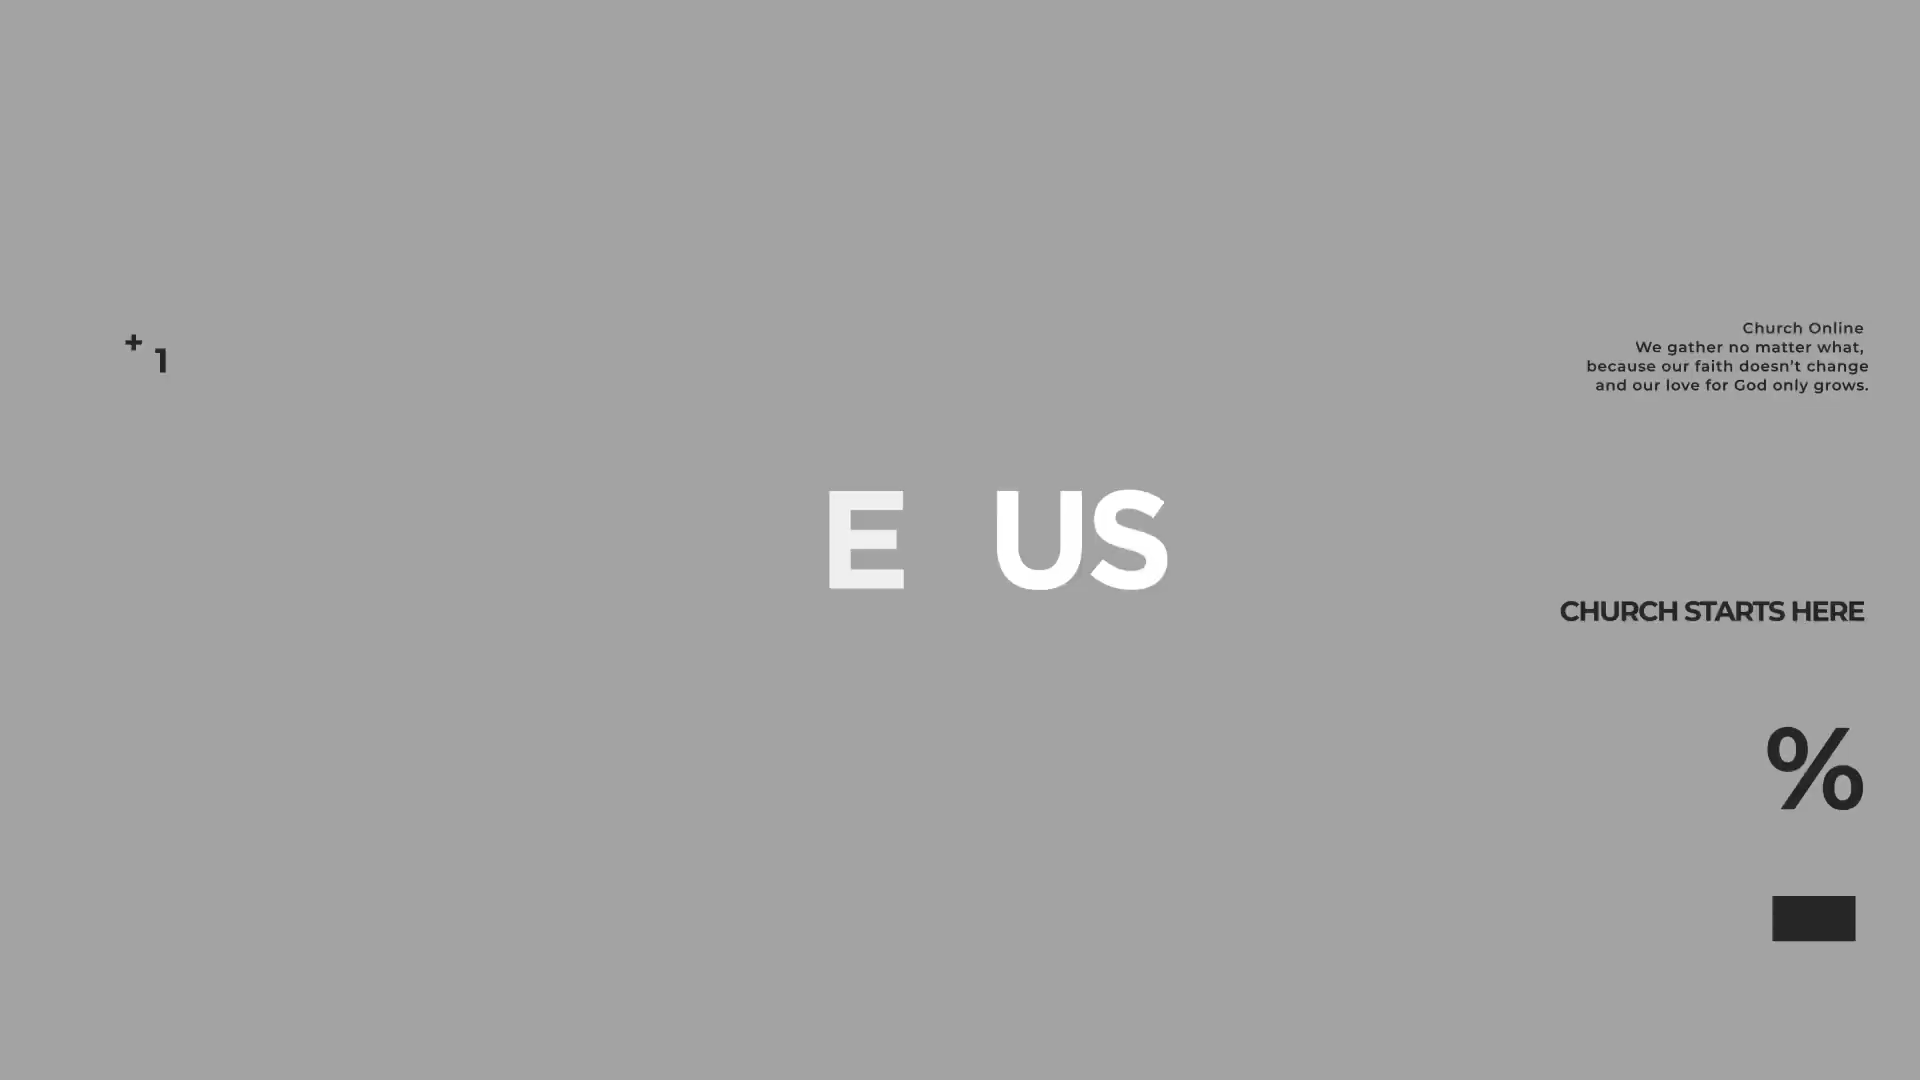 +1
Church Online
We gather no matter what,
because our faith doesn't change
and our love for God only grows.
E US
CHURCH STARTS HERE
%